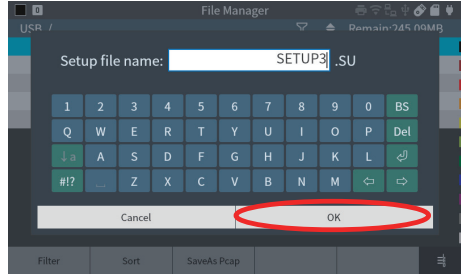 0 File Manager
USB / Remain:245.09MB
Setup file name: SETUP3 .SU
1 2 3 4 5 6 7 8 9 0 BS
Q W E R T Y U I O P Del
↓a A S D F G H J K L ↵
#!? _ Z X C V B N M ⇦ ⇨
Cancel OK
Filter Sort SaveAs Pcap